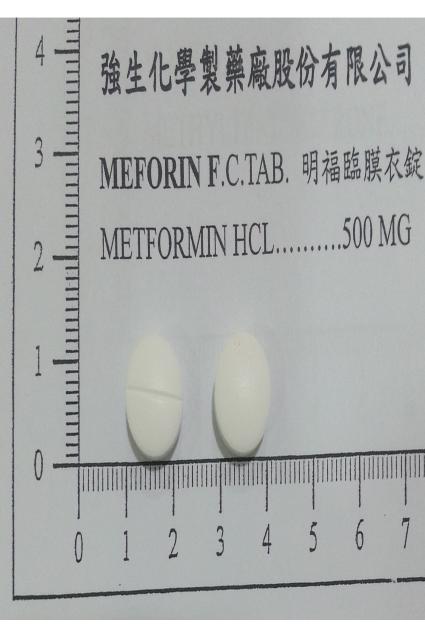 強生化學製藥廠股份有限公司
MEFORIN F.C.TAB. 明福臨膜衣錠
METFORMIN HCL..........500 MG
4
3
2
1
0
0 1 2 3 4 5 6 7